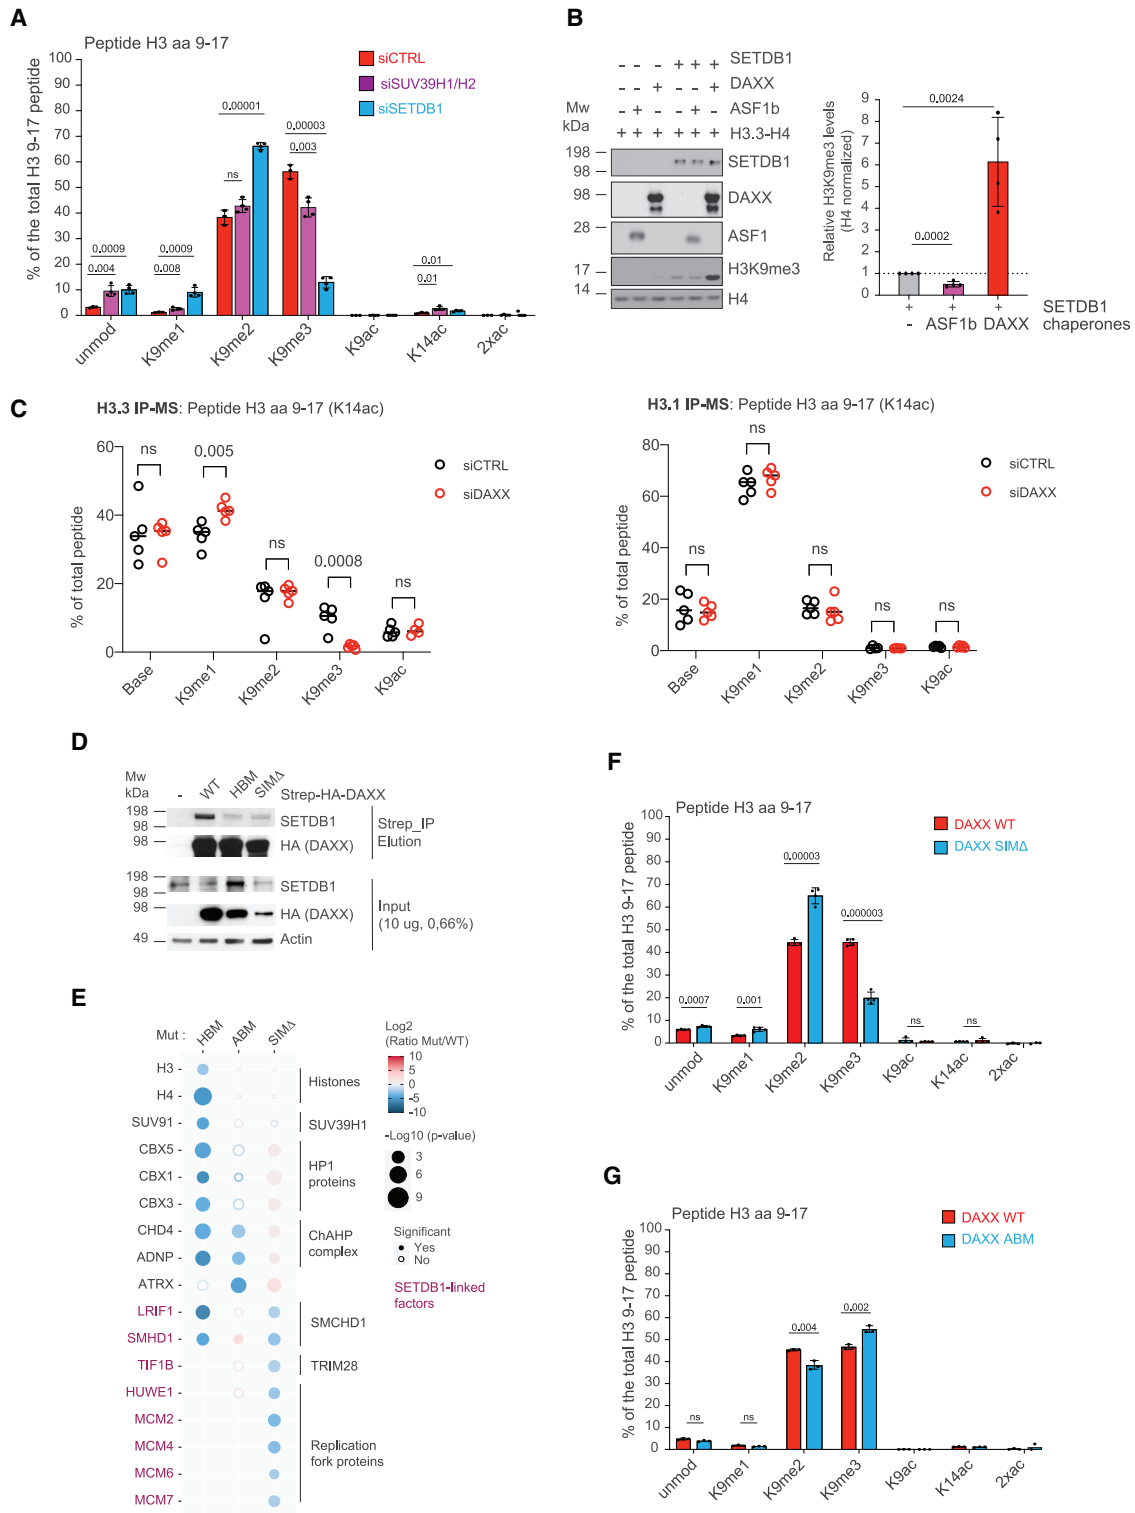 A
Peptide H3 aa 9-17
% of the total H3 9-17 peptide
100
90
80
70
60
50
40
30
20
10
0
siCTRL
siSUV39H1/H2
siSETDB1
0.0009
0.004
0.0009
0.008
0.00001
ns
0.00003
0.003
0.01
0.01
unmod
K9me1
K9me2
K9me3
K9ac
K14ac
2xac
B
- - - + + + SETDB1
- - + - - + DAXX
- + - - + - ASF1b
+ + + + + + H3.3-H4
Mw
kDa
198
98
SETDB1
98
DAXX
28
ASF1
17
H3K9me3
14
H4
Relative H3K9me3 levels
(H4 normalized)
9
8
7
6
5
4
3
2
1
0
0.0024
0.0002
+ + + SETDB1
- ASF1b DAXX chaperones
C
H3.3 IP-MS: Peptide H3 aa 9-17 (K14ac)
% of total peptide
60
40
20
0
ns
0.005
ns
0.0008
ns
siCTRL
siDAXX
Base
K9me1
K9me2
K9me3
K9ac
H3.1 IP-MS: Peptide H3 aa 9-17 (K14ac)
% of total peptide
80
60
40
20
0
ns
ns
ns
ns
ns
siCTRL
siDAXX
Base
K9me1
K9me2
K9me3
K9ac
D
Mw
kDa
- WT HBM SIMΔ Strep-HA-DAXX
198
98
SETDB1
98
HA (DAXX)
Strep_IP
Elution
198
98
SETDB1
98
HA (DAXX)
49
Actin
Input
(10 ug, 0,66%)
E
Mut : HBM ABM SIMΔ
H3
H4
SUV91
CBX5
CBX1
CBX3
CHD4
ADNP
ATRX
LRIF1
SMHD1
TIF1B
HUWE1
MCM2
MCM4
MCM6
MCM7
Histones
SUV39H1
HP1
proteins
ChAHP
complex
SMCHD1
TRIM28
Replication
fork proteins
Log2
(Ratio Mut/WT)
10
5
0
-5
-10
-Log10 (p-value)
3
6
9
Significant
Yes
No
SETDB1-linked
factors
F
Peptide H3 aa 9-17
% of the total H3 9-17 peptide
100
90
80
70
60
50
40
30
20
10
0
DAXX WT
DAXX SIMΔ
0.0007
0.001
0.00003
0.000003
ns
ns
unmod
K9me1
K9me2
K9me3
K9ac
K14ac
2xac
G
Peptide H3 aa 9-17
% of the total H3 9-17 peptide
100
90
80
70
60
50
40
30
20
10
0
DAXX WT
DAXX ABM
ns
ns
0.004
0.002
unmod
K9me1
K9me2
K9me3
K9ac
K14ac
2xac